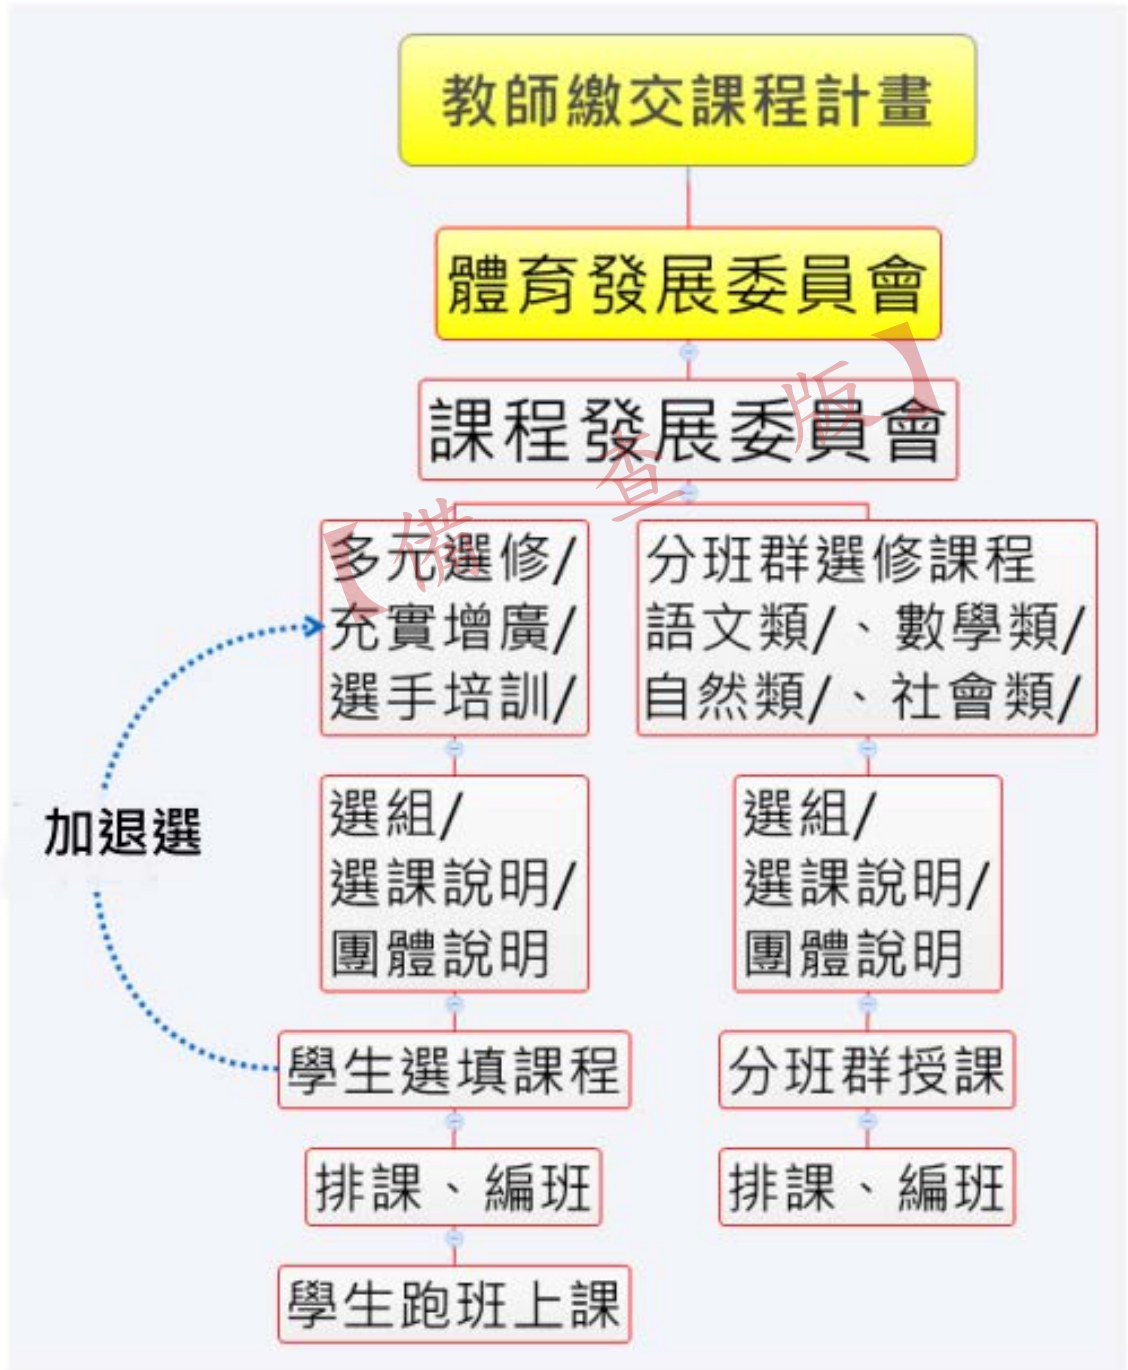 教師繳交課程計畫
體育發展委員會
課程發展委員會
【備查版】
多元選修/
充實增廣/
選手培訓/
分班群選修課程
語文類/、數學類/
自然類/、社會類/
加退選
選組/
選課說明/
團體說明
選組/
選課說明/
團體說明
學生選填課程
分班群授課
排課、編班
排課、編班
學生跑班上課